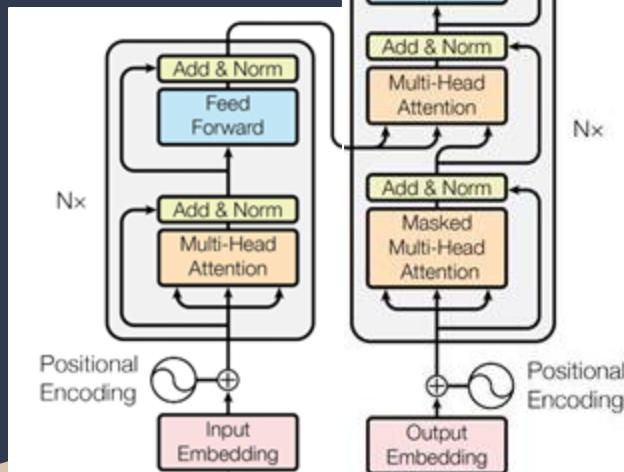 Add & Norm
Feed
Forward
Nx
Add & Norm
Multi-Head
Attention
Positional
Encoding
Input
Embedding
Add & Norm
Multi-Head
Attention
Nx
Add & Norm
Masked
Multi-Head
Attention
Positional
Encoding
Output
Embedding